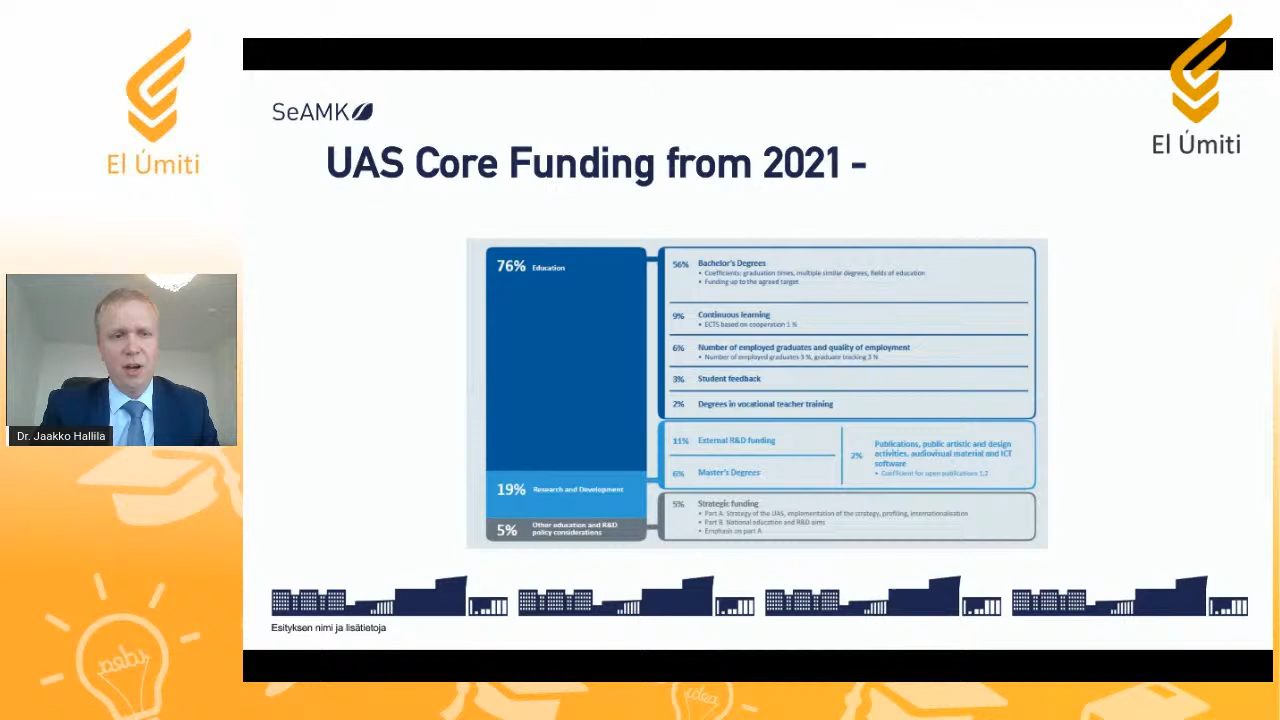 El Úmiti
El Úmiti
SeAMK
UAS Core Funding from 2021 -
76% Education
56% Bachelor's Degrees
• Coefficients: graduation times, multiple similar degrees, fields of education
• Funding up to the agreed target
9% Continuous learning
• ECTS based on cooperation 1 %
6% Number of employed graduates and quality of employment
• Number of employed graduates 3 %, graduate tracking 3 %
3% Student feedback
2% Degrees in vocational teacher training
19% Research and Development
11% External R&D funding
6% Master's Degrees
2% Publications, public artistic and design
activities, audiovisual material and ICT
software
• Coefficient for open publications 1,2
5% Other education and R&D
policy considerations
5% Strategic funding
• Part A. Strategy of the UAS, implementation of the strategy, profiling, internationalisation
• Part B. National education and R&D aims
• Emphasis on part A
Dr. Jaakko Hallila
Esityksen nimi ja lisätietoja
idea
idea